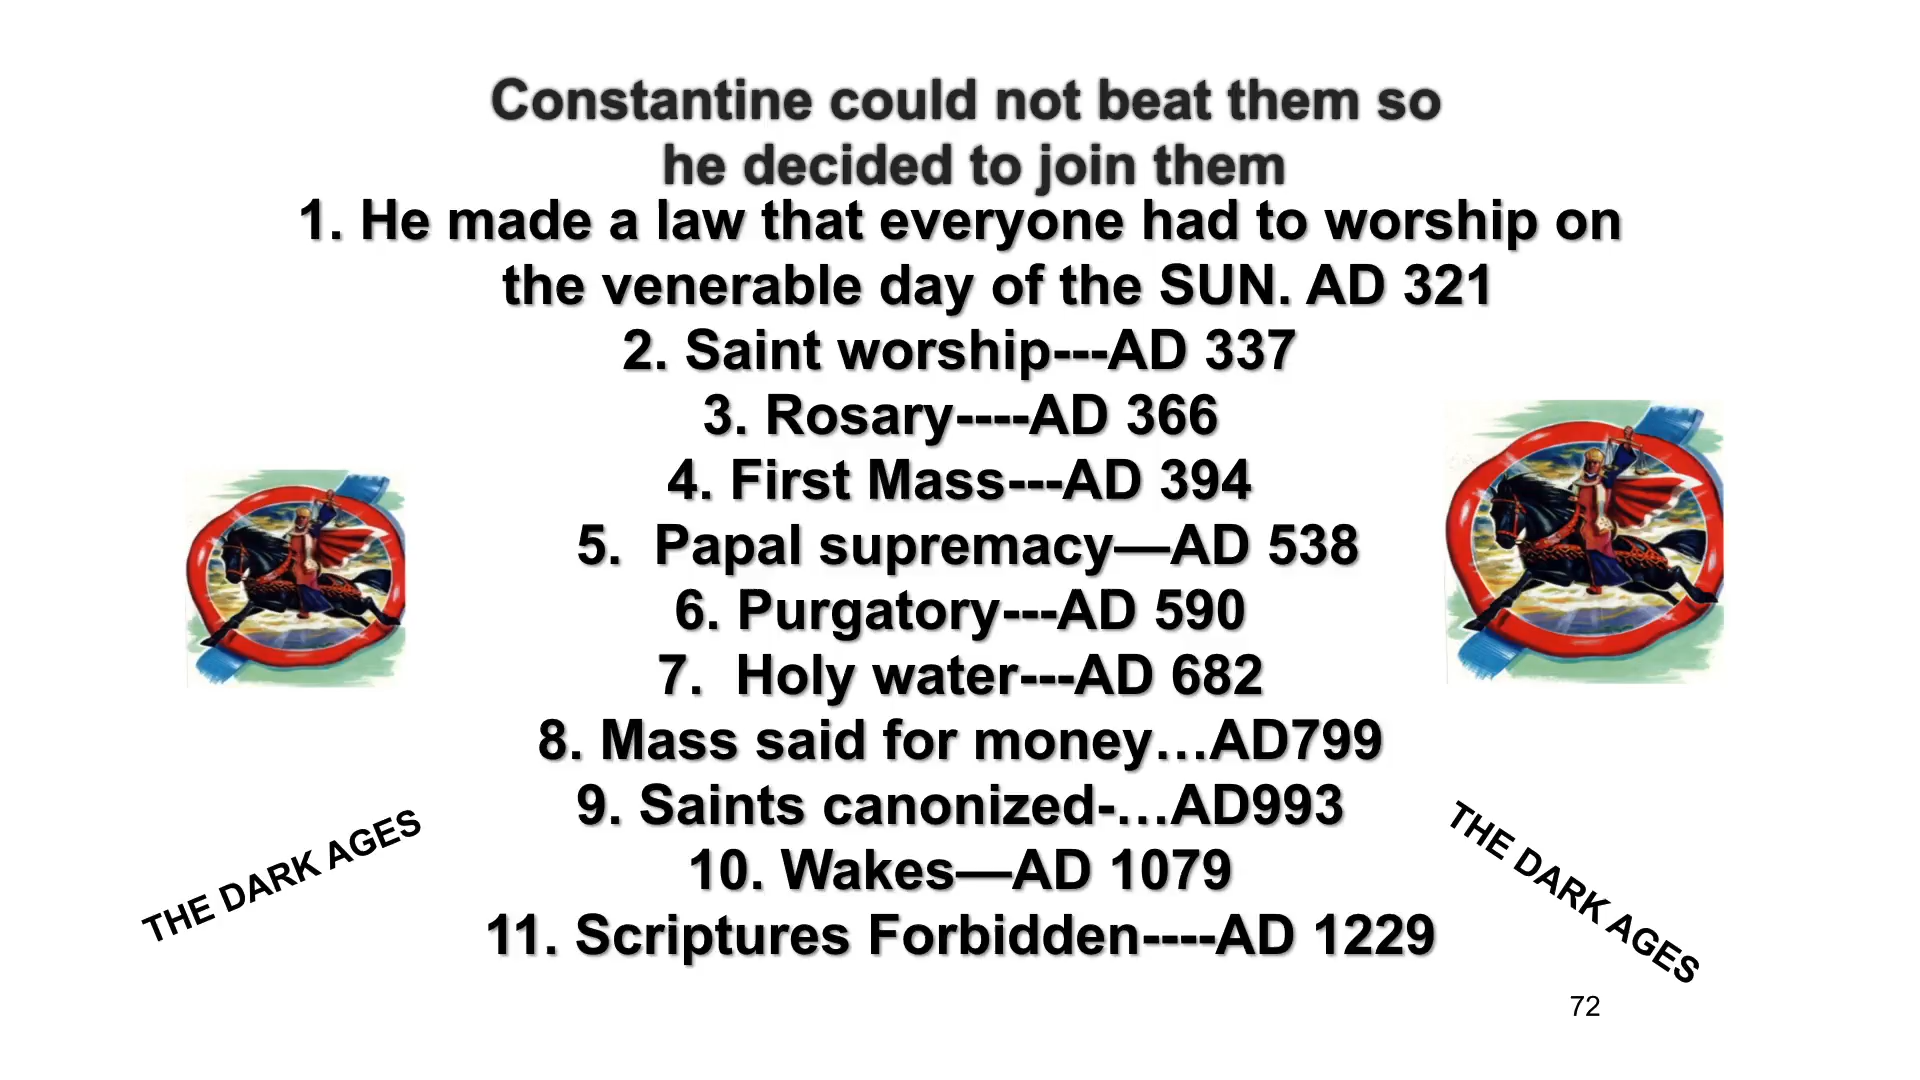 Constantine could not beat them so
he decided to join them
1. He made a law that everyone had to worship on
the venerable day of the SUN. AD 321
2. Saint worship---AD 337
3. Rosary----AD 366
4. First Mass---AD 394
5.  Papal supremacy—AD 538
6. Purgatory---AD 590
7.  Holy water---AD 682
8. Mass said for money…AD799
9. Saints canonized-…AD993
10. Wakes—AD 1079
11. Scriptures Forbidden----AD 1229
THE DARK AGES
THE DARK AGES
72